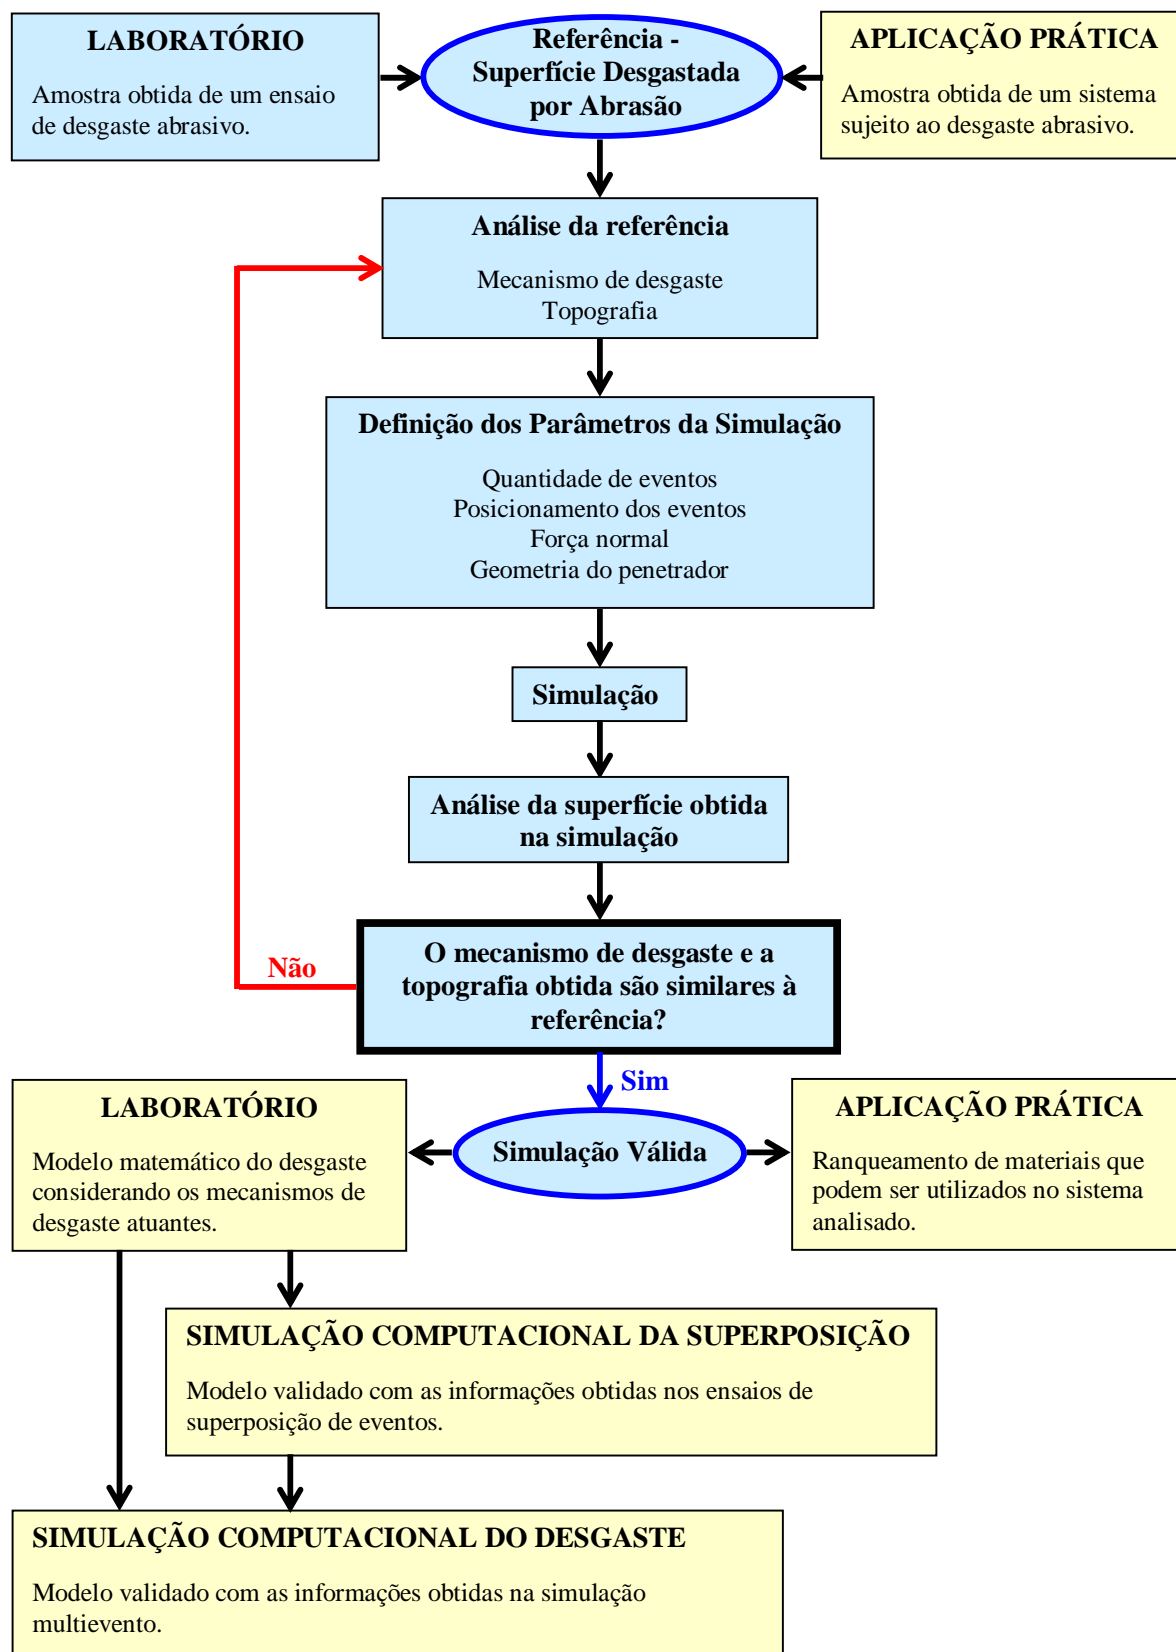 LABORATÓRIO
Amostra obtida de um ensaio
de desgaste abrasivo.
Referência -
Superfície Desgastada
por Abrasão
APLICAÇÃO PRÁTICA
Amostra obtida de um sistema
sujeito ao desgaste abrasivo.
Análise da referência
Mecanismo de desgaste
Topografia
Definição dos Parâmetros da Simulação
Quantidade de eventos
Posicionamento dos eventos
Força normal
Geometria do penetrador
Simulação
Análise da superfície obtida
na simulação
O mecanismo de desgaste e a
topografia obtida são similares à
referência?
Não
Sim
LABORATÓRIO
Modelo matemático do desgaste
considerando os mecanismos de
desgaste atuantes.
Simulação Válida
APLICAÇÃO PRÁTICA
Ranqueamento de materiais que
podem ser utilizados no sistema
analisado.
SIMULAÇÃO COMPUTACIONAL DA SUPERPOSIÇÃO
Modelo validado com as informações obtidas nos ensaios de
superposição de eventos.
SIMULAÇÃO COMPUTACIONAL DO DESGASTE
Modelo validado com as informações obtidas na simulação
multievento.